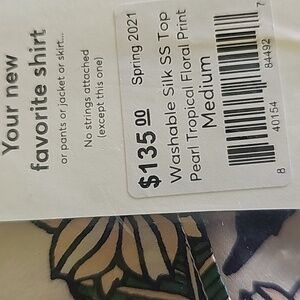 Your new
favorite shirt
or pants or jacket or skirt...
No strings attached
(except this one)
$135.00 Spring 2021
Washable Silk SS Top
Pearl Tropical Floral Print
Medium
8 40154 84492 7